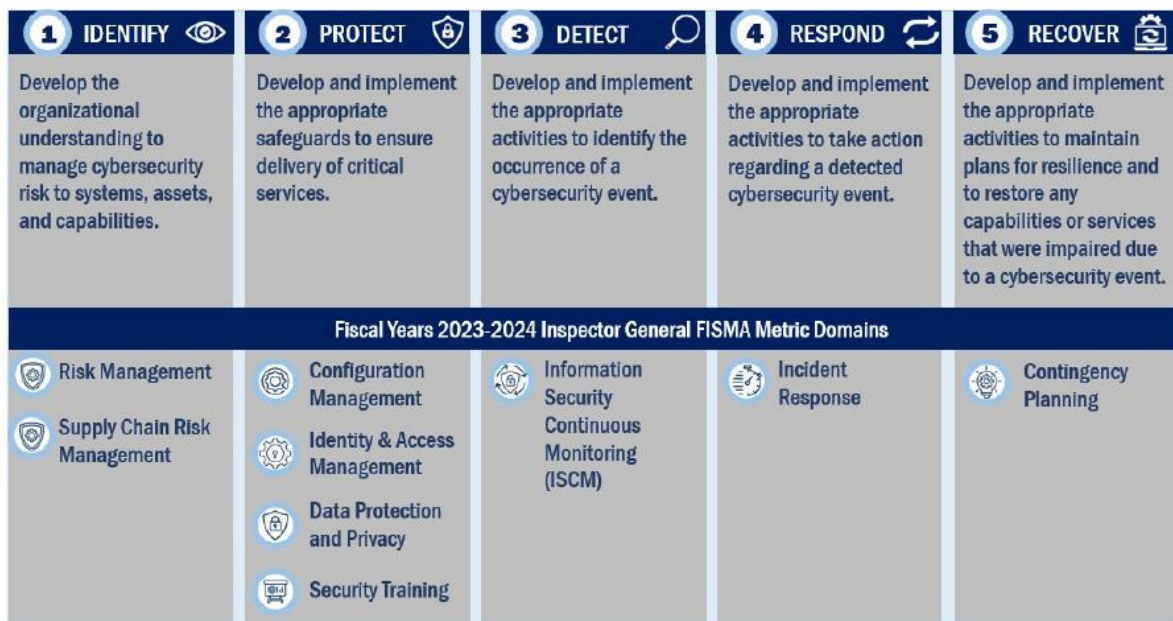 1 IDENTIFY
Develop the
organizational
understanding to
manage cybersecurity
risk to systems, assets,
and capabilities.
2 PROTECT
Develop and implement
the appropriate
safeguards to ensure
delivery of critical
services.
3 DETECT
Develop and implement
the appropriate
activities to identify the
occurrence of a
cybersecurity event.
4 RESPOND
Develop and implement
the appropriate
activities to take action
regarding a detected
cybersecurity event.
5 RECOVER
Develop and implement
the appropriate
activities to maintain
plans for resilience and
to restore any
capabilities or services
that were impaired due
to a cybersecurity event.
Fiscal Years 2023-2024 Inspector General FISMA Metric Domains
Risk Management
Supply Chain Risk
Management
Configuration
Management
Identity & Access
Management
Data Protection
and Privacy
Security Training
Information
Security
Continuous
Monitoring
(ISCM)
Incident
Response
Contingency
Planning